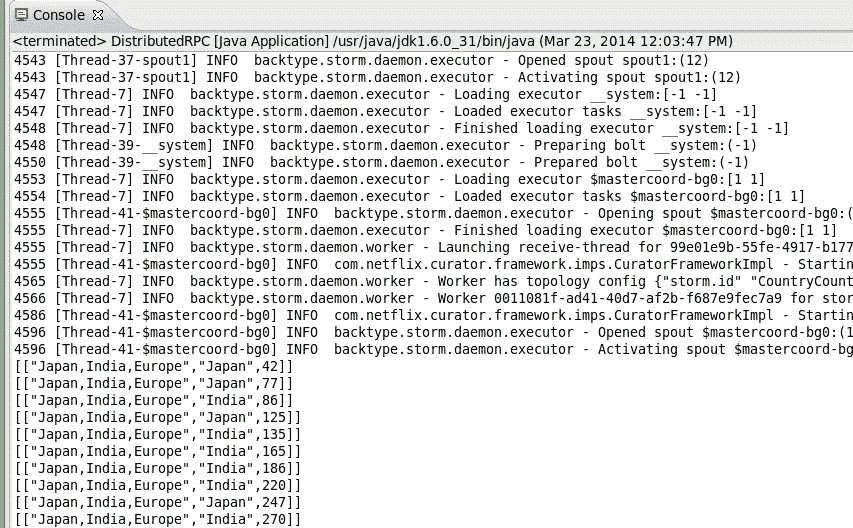 Console
<terminated> DistributedRPC [Java Application] /usr/java/jdk1.6.0_31/bin/java (Mar 23, 2014 12:03:47 PM)
4543 [Thread-37-spout1] INFO  backtype.storm.daemon.executor - Opened spout spout1:(12)
4543 [Thread-37-spout1] INFO  backtype.storm.daemon.executor - Activating spout spout1:(12)
4547 [Thread-7] INFO  backtype.storm.daemon.executor - Loading executor __system:[-1 -1]
4547 [Thread-7] INFO  backtype.storm.daemon.executor - Loaded executor tasks __system:[-1 -1]
4548 [Thread-7] INFO  backtype.storm.daemon.executor - Finished loading executor __system:[-1 -1]
4548 [Thread-39-__system] INFO  backtype.storm.daemon.executor - Preparing bolt __system:(-1)
4550 [Thread-39-__system] INFO  backtype.storm.daemon.executor - Prepared bolt __system:(-1)
4553 [Thread-7] INFO  backtype.storm.daemon.executor - Loading executor $mastercoord-bg0:[1 1]
4554 [Thread-7] INFO  backtype.storm.daemon.executor - Loaded executor tasks $mastercoord-bg0:[1 1]
4555 [Thread-41-$mastercoord-bg0] INFO  backtype.storm.daemon.executor - Opening spout $mastercoord-bg0:(
4555 [Thread-7] INFO  backtype.storm.daemon.executor - Finished loading executor $mastercoord-bg0:[1 1]
4555 [Thread-7] INFO  backtype.storm.daemon.worker - Launching receive-thread for 99e01e9b-55fe-4917-b177
4555 [Thread-41-$mastercoord-bg0] INFO  com.netflix.curator.framework.imps.CuratorFrameworkImpl - Startin
4565 [Thread-7] INFO  backtype.storm.daemon.worker - Worker has topology config {"storm.id" "CountryCount
4566 [Thread-7] INFO  backtype.storm.daemon.worker - Worker 0011081f-ad41-40d7-af2b-f687e9fec7a9 for stor
4586 [Thread-41-$mastercoord-bg0] INFO  com.netflix.curator.framework.imps.CuratorFrameworkImpl - Startin
4596 [Thread-41-$mastercoord-bg0] INFO  backtype.storm.daemon.executor - Opened spout $mastercoord-bg0:(1
4596 [Thread-41-$mastercoord-bg0] INFO  backtype.storm.daemon.executor - Activating spout $mastercoord-bg
[["Japan,India,Europe","Japan",42]]
[["Japan,India,Europe","Japan",77]]
[["Japan,India,Europe","India",86]]
[["Japan,India,Europe","Japan",125]]
[["Japan,India,Europe","India",135]]
[["Japan,India,Europe","India",165]]
[["Japan,India,Europe","India",186]]
[["Japan,India,Europe","India",220]]
[["Japan,India,Europe","Japan",247]]
[["Japan,India,Europe","India",270]]